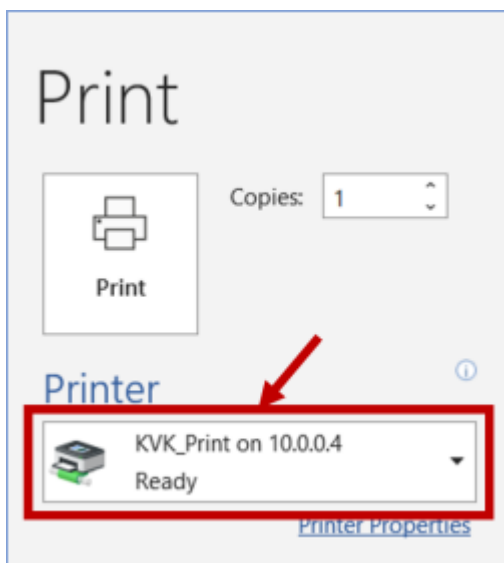 Print
Copies: 1
Print
Printer
KVK_Print on 10.0.0.4
Ready
Printer Properties